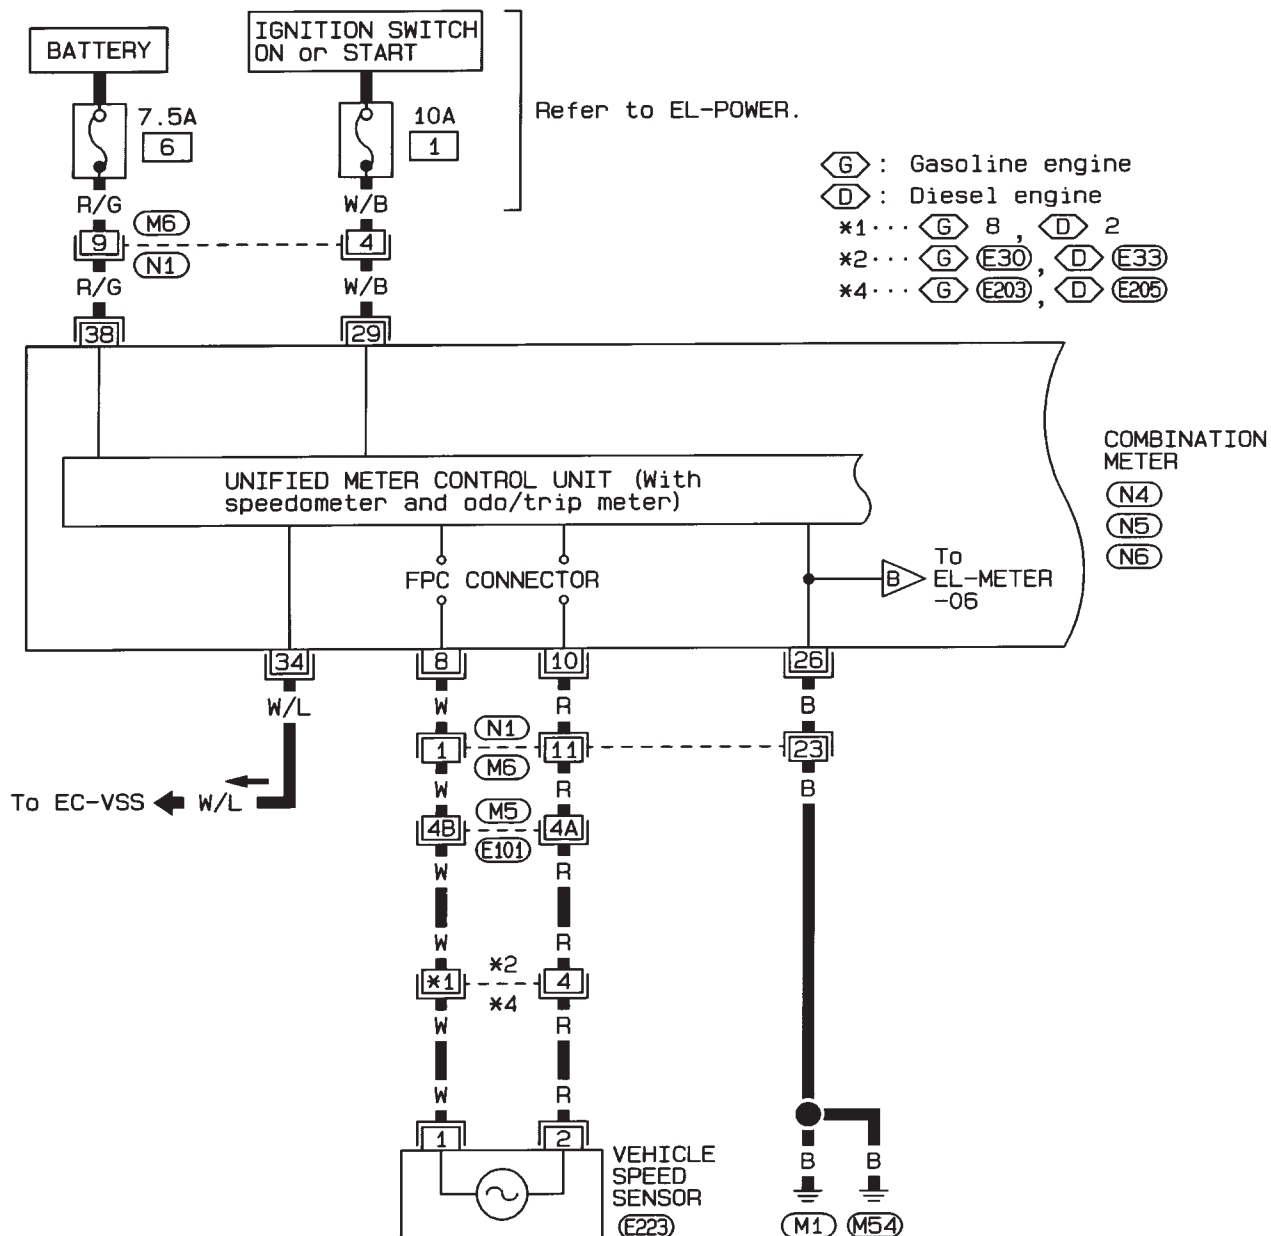 BATTERY
IGNITION SWITCH
ON or START
7.5A
6
10A
1
Refer to EL-POWER.
G : Gasoline engine
D : Diesel engine
*1··· G 8 , D 2
*2··· G E30 , D E33
*4··· G E203 , D E205
R/G
W/B
9
M6
4
N1
R/G
W/B
38
29
COMBINATION
METER
N4
N5
N6
UNIFIED METER CONTROL UNIT (With
speedometer and odo/trip meter)
FPC CONNECTOR
B
To
EL-METER
-06
34
8
10
26
W/L
W
R
B
1
N1
11
23
M6
W
R
B
To EC-VSS
W/L
4B
M5
4A
E101
W
R
W
R
*1
*2
4
*4
W
R
W
R
1
2
VEHICLE
SPEED
SENSOR
E223
B
B
M1
M54